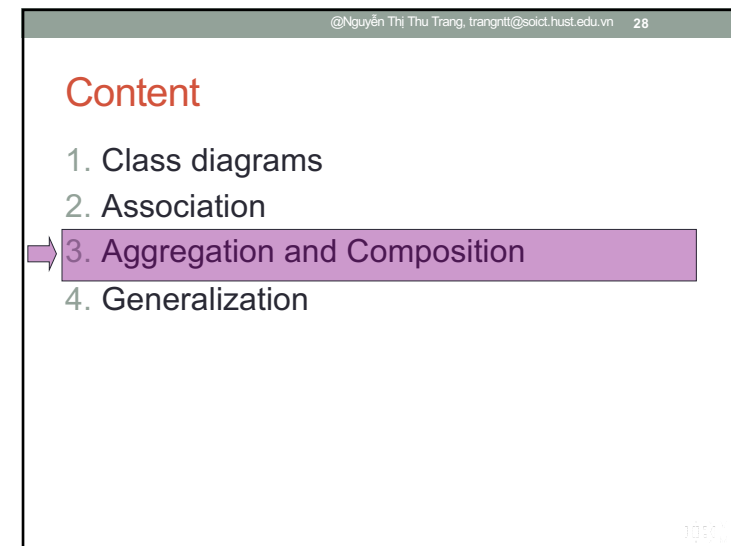 @Nguyễn Thị Thu Trang, trangntt@soict.hust.edu.vn 28
Content
1. Class diagrams
2. Association
3. Aggregation and Composition
4. Generalization